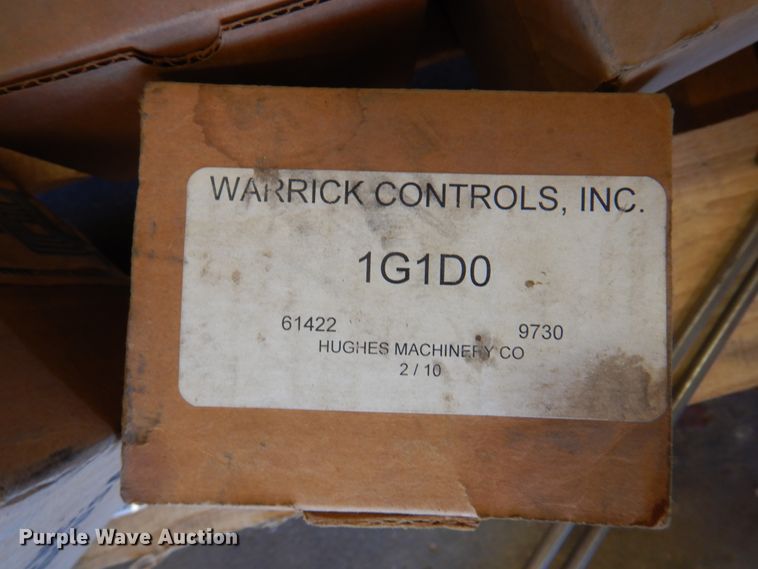 WARRICK CONTROLS, INC.
1G1D0
61422 9730
HUGHES MACHINERY CO
2 / 10
Purple Wave Auction